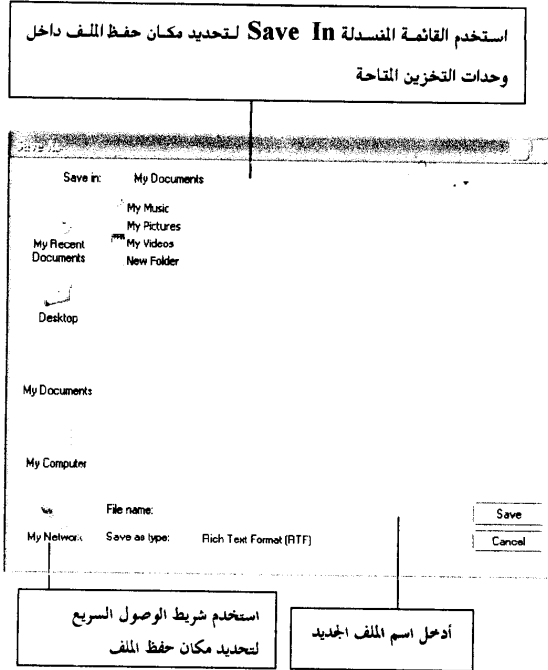 استخدم القائمة المنسدلة Save In لتحديد مكان حفظ الملف داخل
وحدات التخزين المتاحة
Save As
Save in: My Documents
My Music
My Pictures
My Videos
New Folder
My Recent
Documents
Desktop
My Documents
My Computer
File name:
Save
My Network
Save as type: Rich Text Format (RTF)
Cancel
استخدم شريط الوصول السريع
لتحديد مكان حفظ الملف
أدخل اسم الملف الجديد